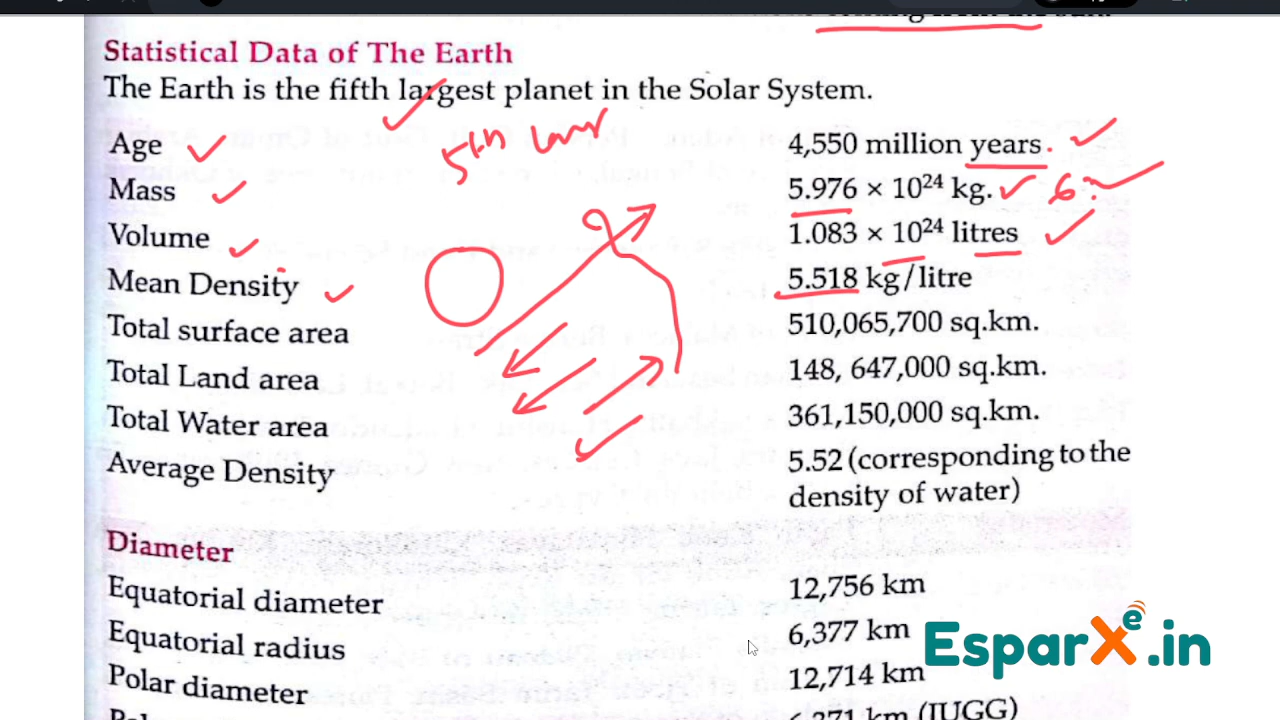 Statistical Data of The Earth
The Earth is the fifth largest planet in the Solar System.
5th
Age 4,550 million years.
Mass 5.976 × 10²⁴ kg. 6
Volume 1.083 × 10²⁴ litres
Mean Density 5.518 kg/litre
Total surface area 510,065,700 sq.km.
Total Land area 148, 647,000 sq.km.
Total Water area 361,150,000 sq.km.
Average Density 5.52 (corresponding to the
density of water)
Diameter
Equatorial diameter 12,756 km
Equatorial radius 6,377 km
Polar diameter 12,714 km
km (IUGG)
EsparXe.in